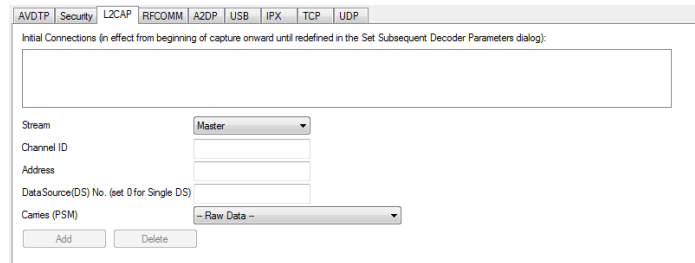 AVDTP Security L2CAP RFCOMM A2DP USB IPX TCP UDP
Initial Connections (in effect from beginning of capture onward until redefined in the Set Subsequent Decoder Parameters dialog):
Stream Master
Channel ID
Address
DataSource(DS) No. (set 0 for Single DS)
Carries (PSM) -- Raw Data --
Add Delete